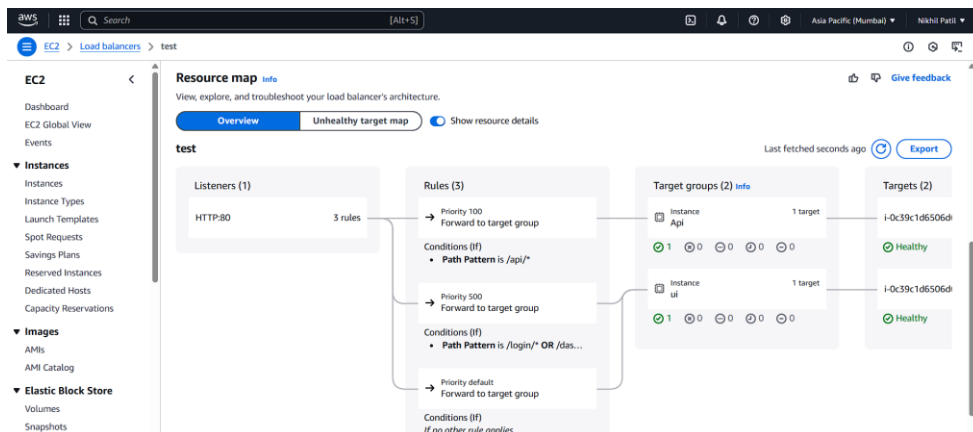 aws
Search
[Alt+S]
Asia Pacific (Mumbai)
Nikhil Patil
EC2 > Load balancers > test
EC2
Dashboard
EC2 Global View
Events
Instances
Instances
Instance Types
Launch Templates
Spot Requests
Savings Plans
Reserved Instances
Dedicated Hosts
Capacity Reservations
Images
AMIs
AMI Catalog
Elastic Block Store
Volumes
Snapshots
Resource map Info
Give feedback
View, explore, and troubleshoot your load balancer's architecture.
Overview
Unhealthy target map
Show resource details
test
Last fetched seconds ago
Export
Listeners (1)
HTTP:80 3 rules
Rules (3)
Priority 100
Forward to target group
Conditions (If)
• Path Pattern is /api/*
Priority 500
Forward to target group
Conditions (If)
• Path Pattern is /login/* OR /das...
Priority default
Forward to target group
Conditions (If)
If no other rule applies
Target groups (2) Info
Instance 1 target
Api
1 0 0 0 0
Instance 1 target
ui
1 0 0 0 0
Targets (2)
i-0c39c1d6506d
Healthy
i-0c39c1d6506d
Healthy